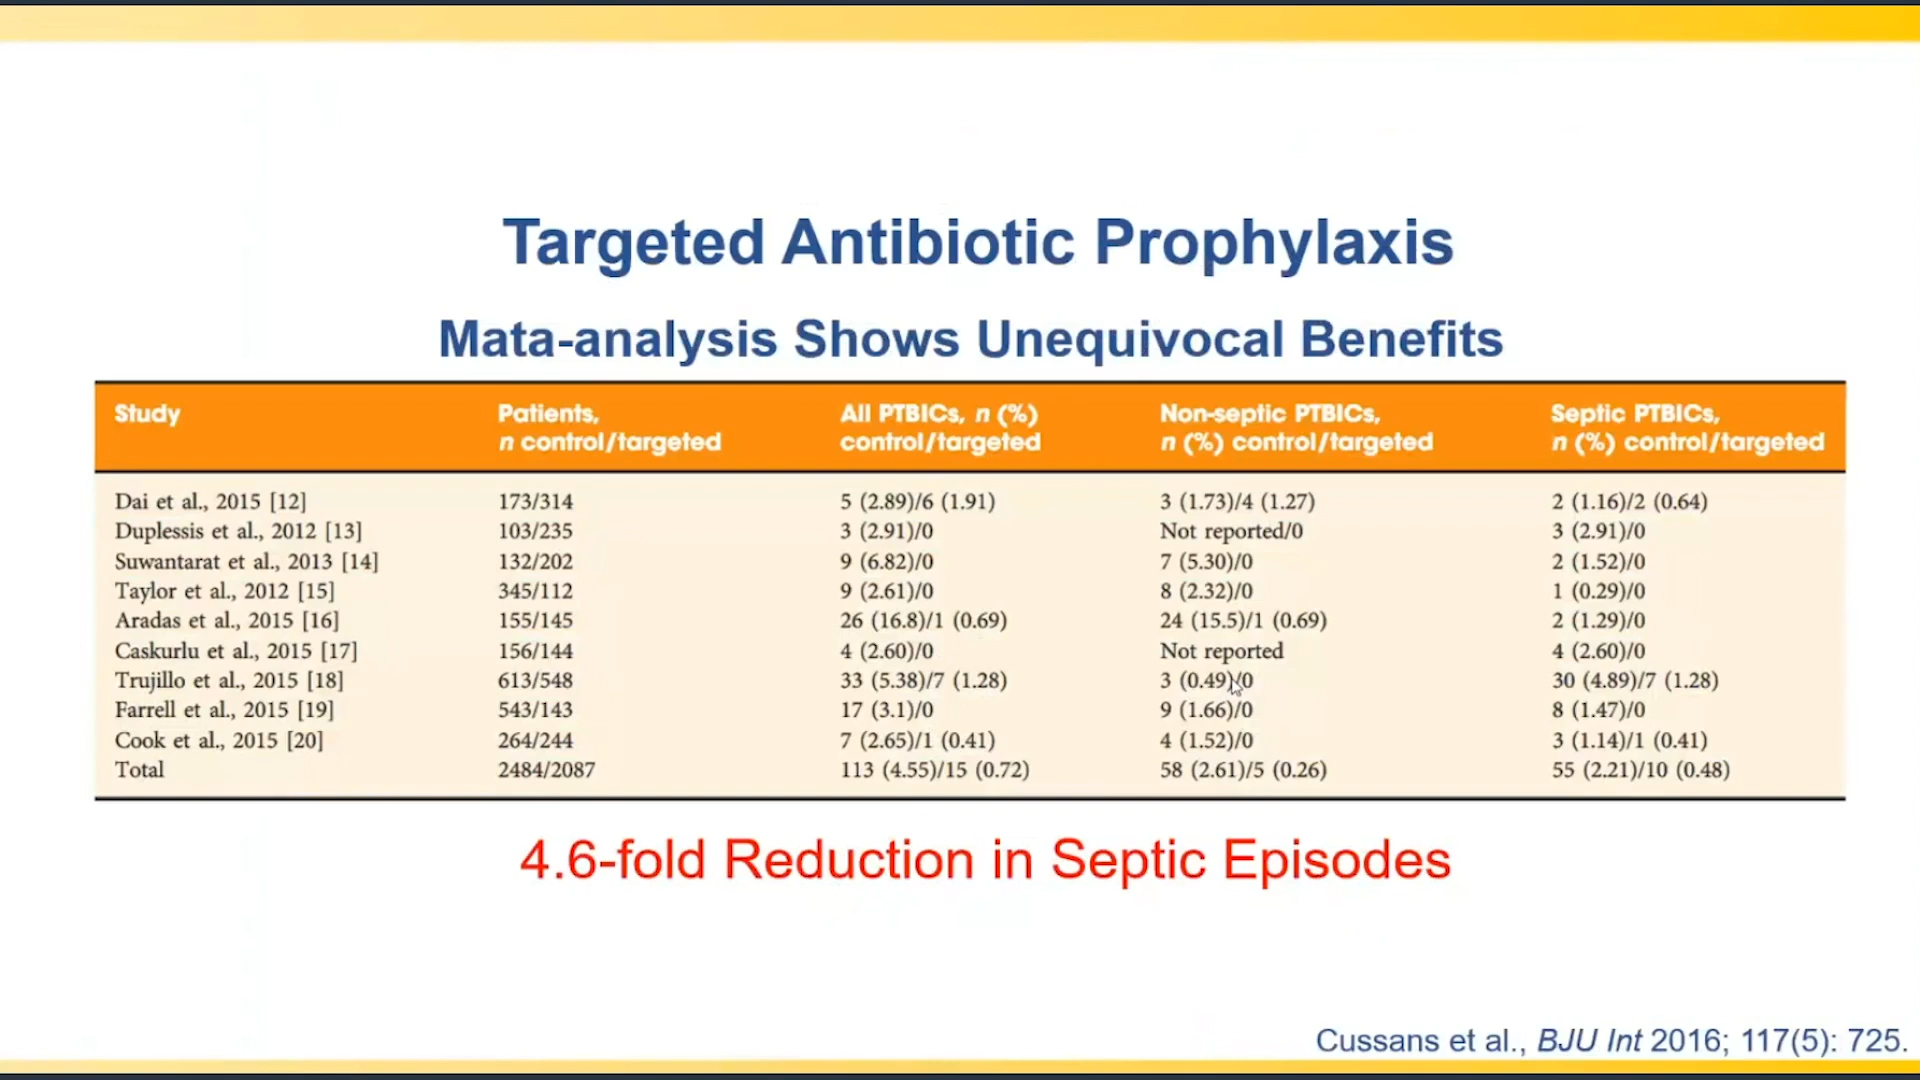 Targeted Antibiotic Prophylaxis
Mata-analysis Shows Unequivocal Benefits
Study Patients, All PTBICs, n (%) Non-septic PTBICs, Septic PTBICs,
n control/targeted control/targeted n (%) control/targeted n (%) control/targeted
Dai et al., 2015 [12] 173/314 5 (2.89)/6 (1.91) 3 (1.73)/4 (1.27) 2 (1.16)/2 (0.64)
Duplessis et al., 2012 [13] 103/235 3 (2.91)/0 Not reported/0 3 (2.91)/0
Suwantarat et al., 2013 [14] 132/202 9 (6.82)/0 7 (5.30)/0 2 (1.52)/0
Taylor et al., 2012 [15] 345/112 9 (2.61)/0 8 (2.32)/0 1 (0.29)/0
Aradas et al., 2015 [16] 155/145 26 (16.8)/1 (0.69) 24 (15.5)/1 (0.69) 2 (1.29)/0
Caskurlu et al., 2015 [17] 156/144 4 (2.60)/0 Not reported 4 (2.60)/0
Trujillo et al., 2015 [18] 613/548 33 (5.38)/7 (1.28) 3 (0.49)/0 30 (4.89)/7 (1.28)
Farrell et al., 2015 [19] 543/143 17 (3.1)/0 9 (1.66)/0 8 (1.47)/0
Cook et al., 2015 [20] 264/244 7 (2.65)/1 (0.41) 4 (1.52)/0 3 (1.14)/1 (0.41)
Total 2484/2087 113 (4.55)/15 (0.72) 58 (2.61)/5 (0.26) 55 (2.21)/10 (0.48)
4.6-fold Reduction in Septic Episodes
Cussans et al., BJU Int 2016; 117(5): 725.